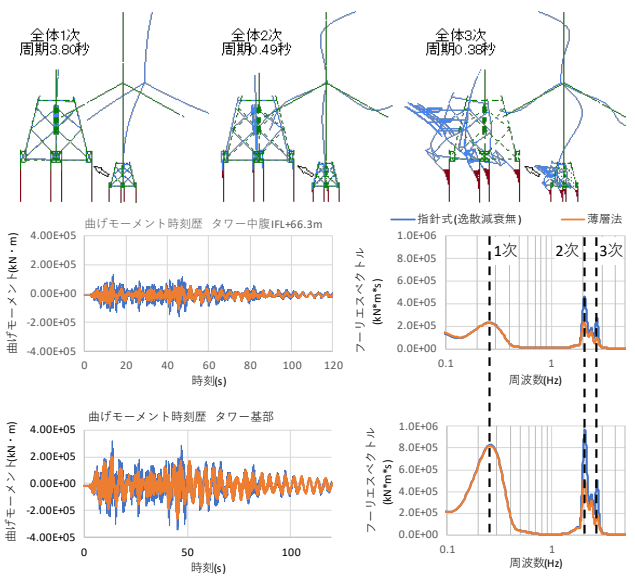 全体1次
周期3.80秒
全体2次
周期0.49秒
全体3次
周期0.38秒
曲げモーメント時刻歴 タワー中腹IFL+66.3m
曲げモーメント(kN・m)
4.00E+05
2.00E+05
0.00E+00
-2.00E+05
-4.00E+05
0 20 40 60 80 100 120
時刻(s)
指針式(逸散減衰無) 薄層法
1次 2次 3次
フーリエスペクトル
(kN*m*s)
1.0E+06
8.0E+05
6.0E+05
4.0E+05
2.0E+05
0.0E+00
0.1 1
周波数(Hz)
曲げモーメント時刻歴 タワー基部
曲げモーメント(kN・m)
4.00E+05
2.00E+05
0.00E+00
-2.00E+05
-4.00E+05
0 50 100
時刻(s)
フーリエスペクトル
(kN*m*s)
1.0E+06
8.0E+05
6.0E+05
4.0E+05
2.0E+05
0.0E+00
0.1 1
周波数(Hz)